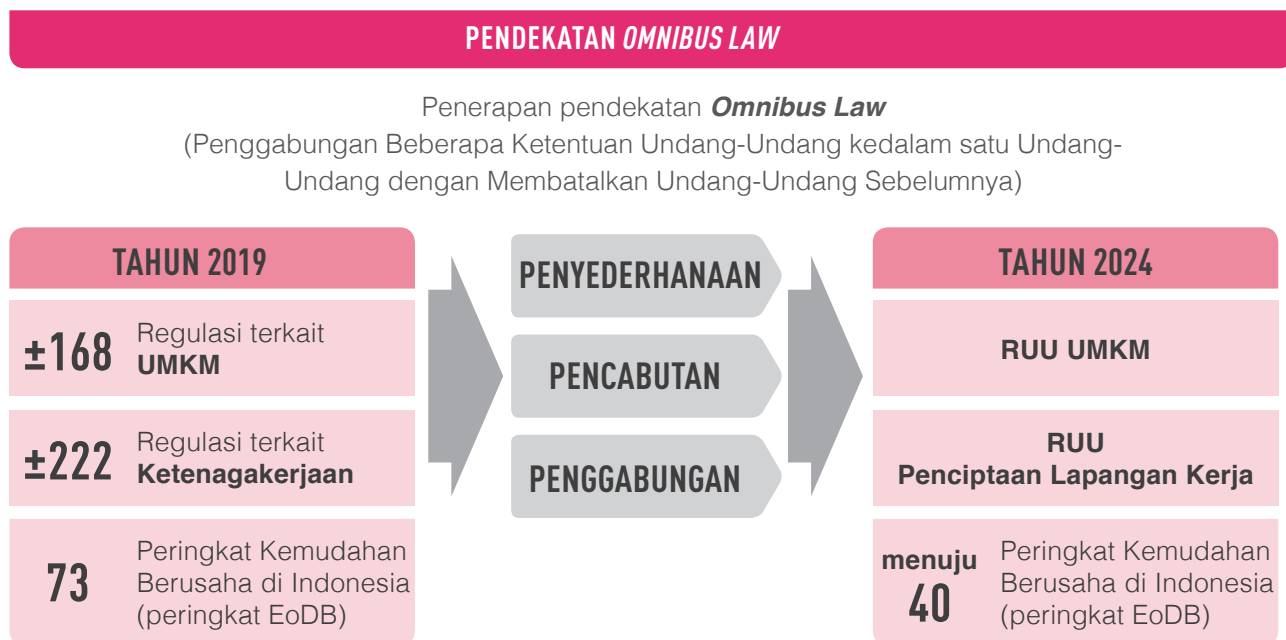 PENDEKATAN OMNIBUS LAW
Penerapan pendekatan Omnibus Law
(Penggabungan Beberapa Ketentuan Undang-Undang kedalam satu Undang-
Undang dengan Membatalkan Undang-Undang Sebelumnya)
TAHUN 2019
±168
Regulasi terkait
UMKM
±222
Regulasi terkait
Ketenagakerjaan
73
Peringkat Kemudahan
Berusaha di Indonesia
(peringkat EoDB)
PENYEDERHANAAN
PENCABUTAN
PENGGABUNGAN
TAHUN 2024
RUU UMKM
RUU
Penciptaan Lapangan Kerja
menuju
40
Peringkat Kemudahan
Berusaha di Indonesia
(peringkat EoDB)